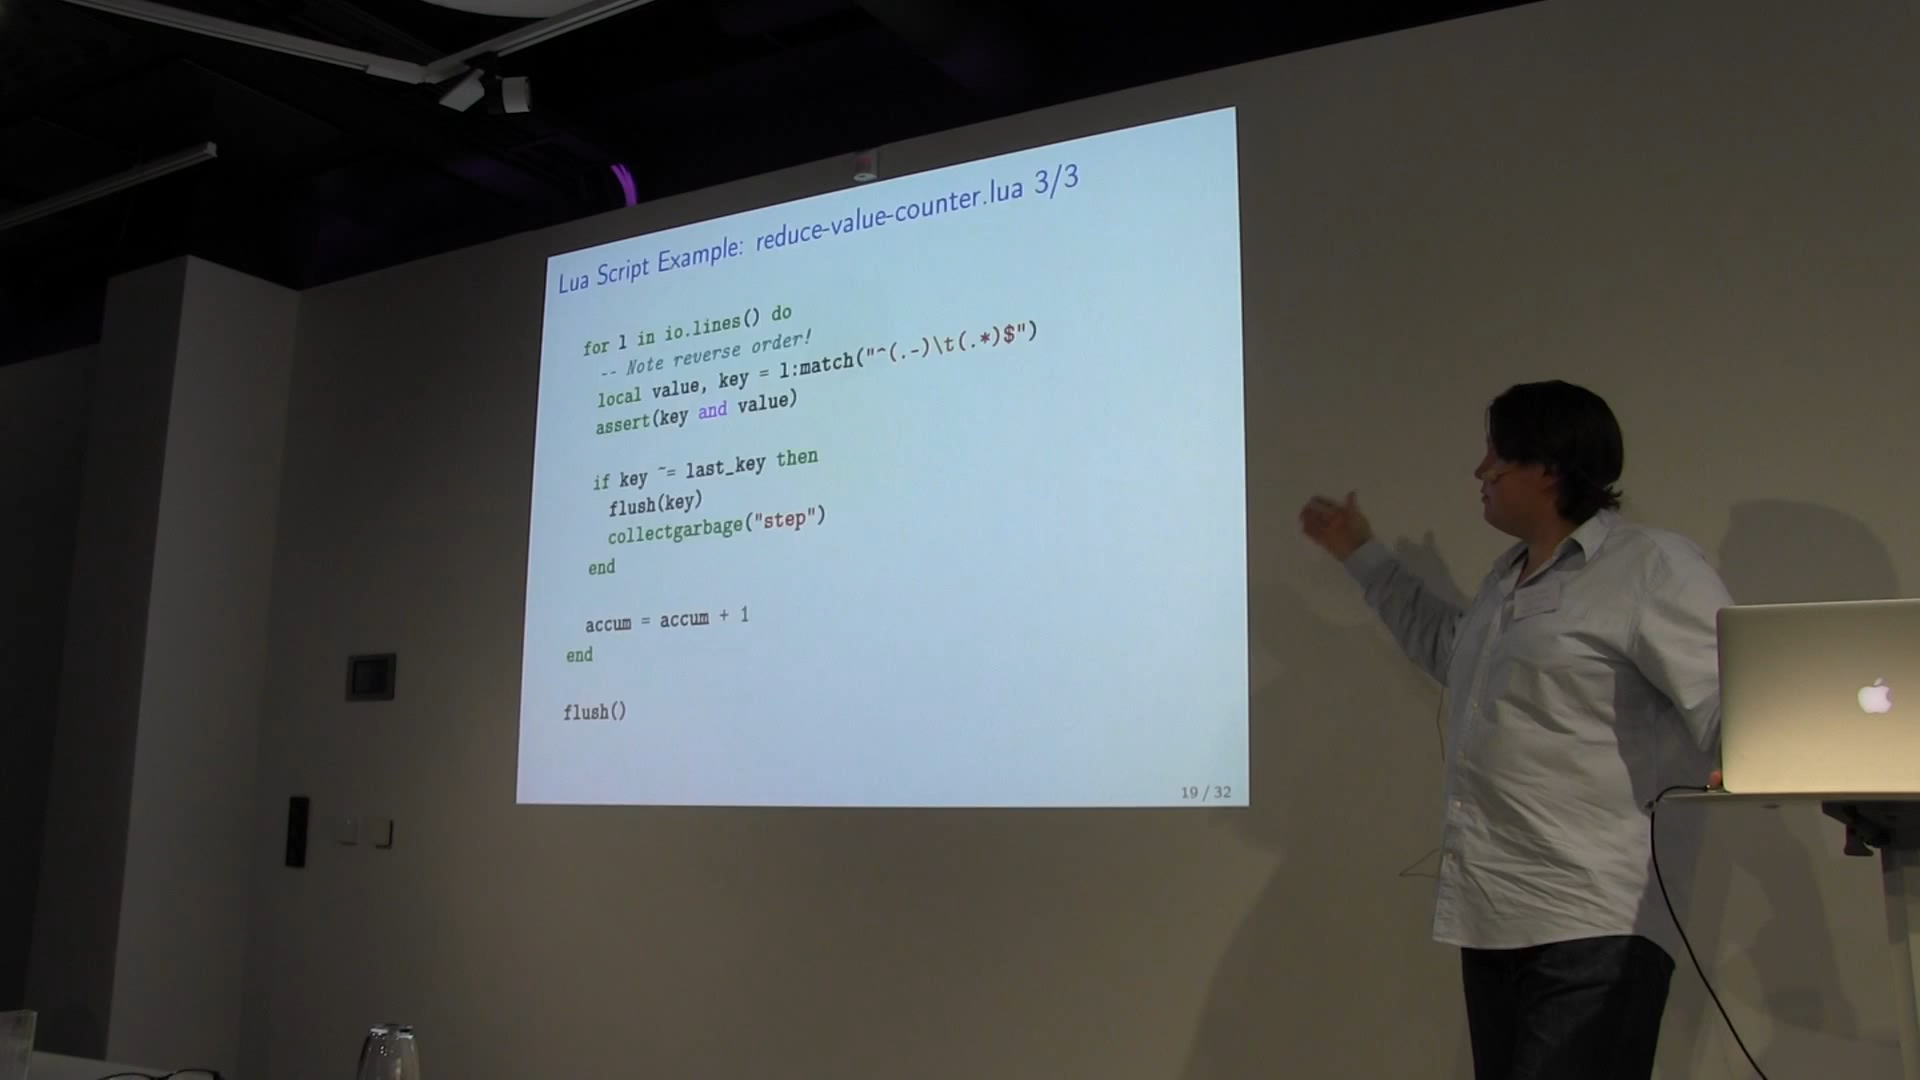 Lua Script Example: reduce-value-counter.lua 3/3
for l in io.lines() do
-- Note reverse order!
local value, key = l:match("^(.-)\t(.*)$")
assert(key and value)
if key ~= last_key then
flush(key)
collectgarbage("step")
end
accum = accum + 1
end
flush()
19 / 32